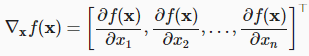 ∇ₓf(𝐱) = [∂f(𝐱)/∂x₁, ∂f(𝐱)/∂x₂, …, ∂f(𝐱)/∂xₙ]⊤